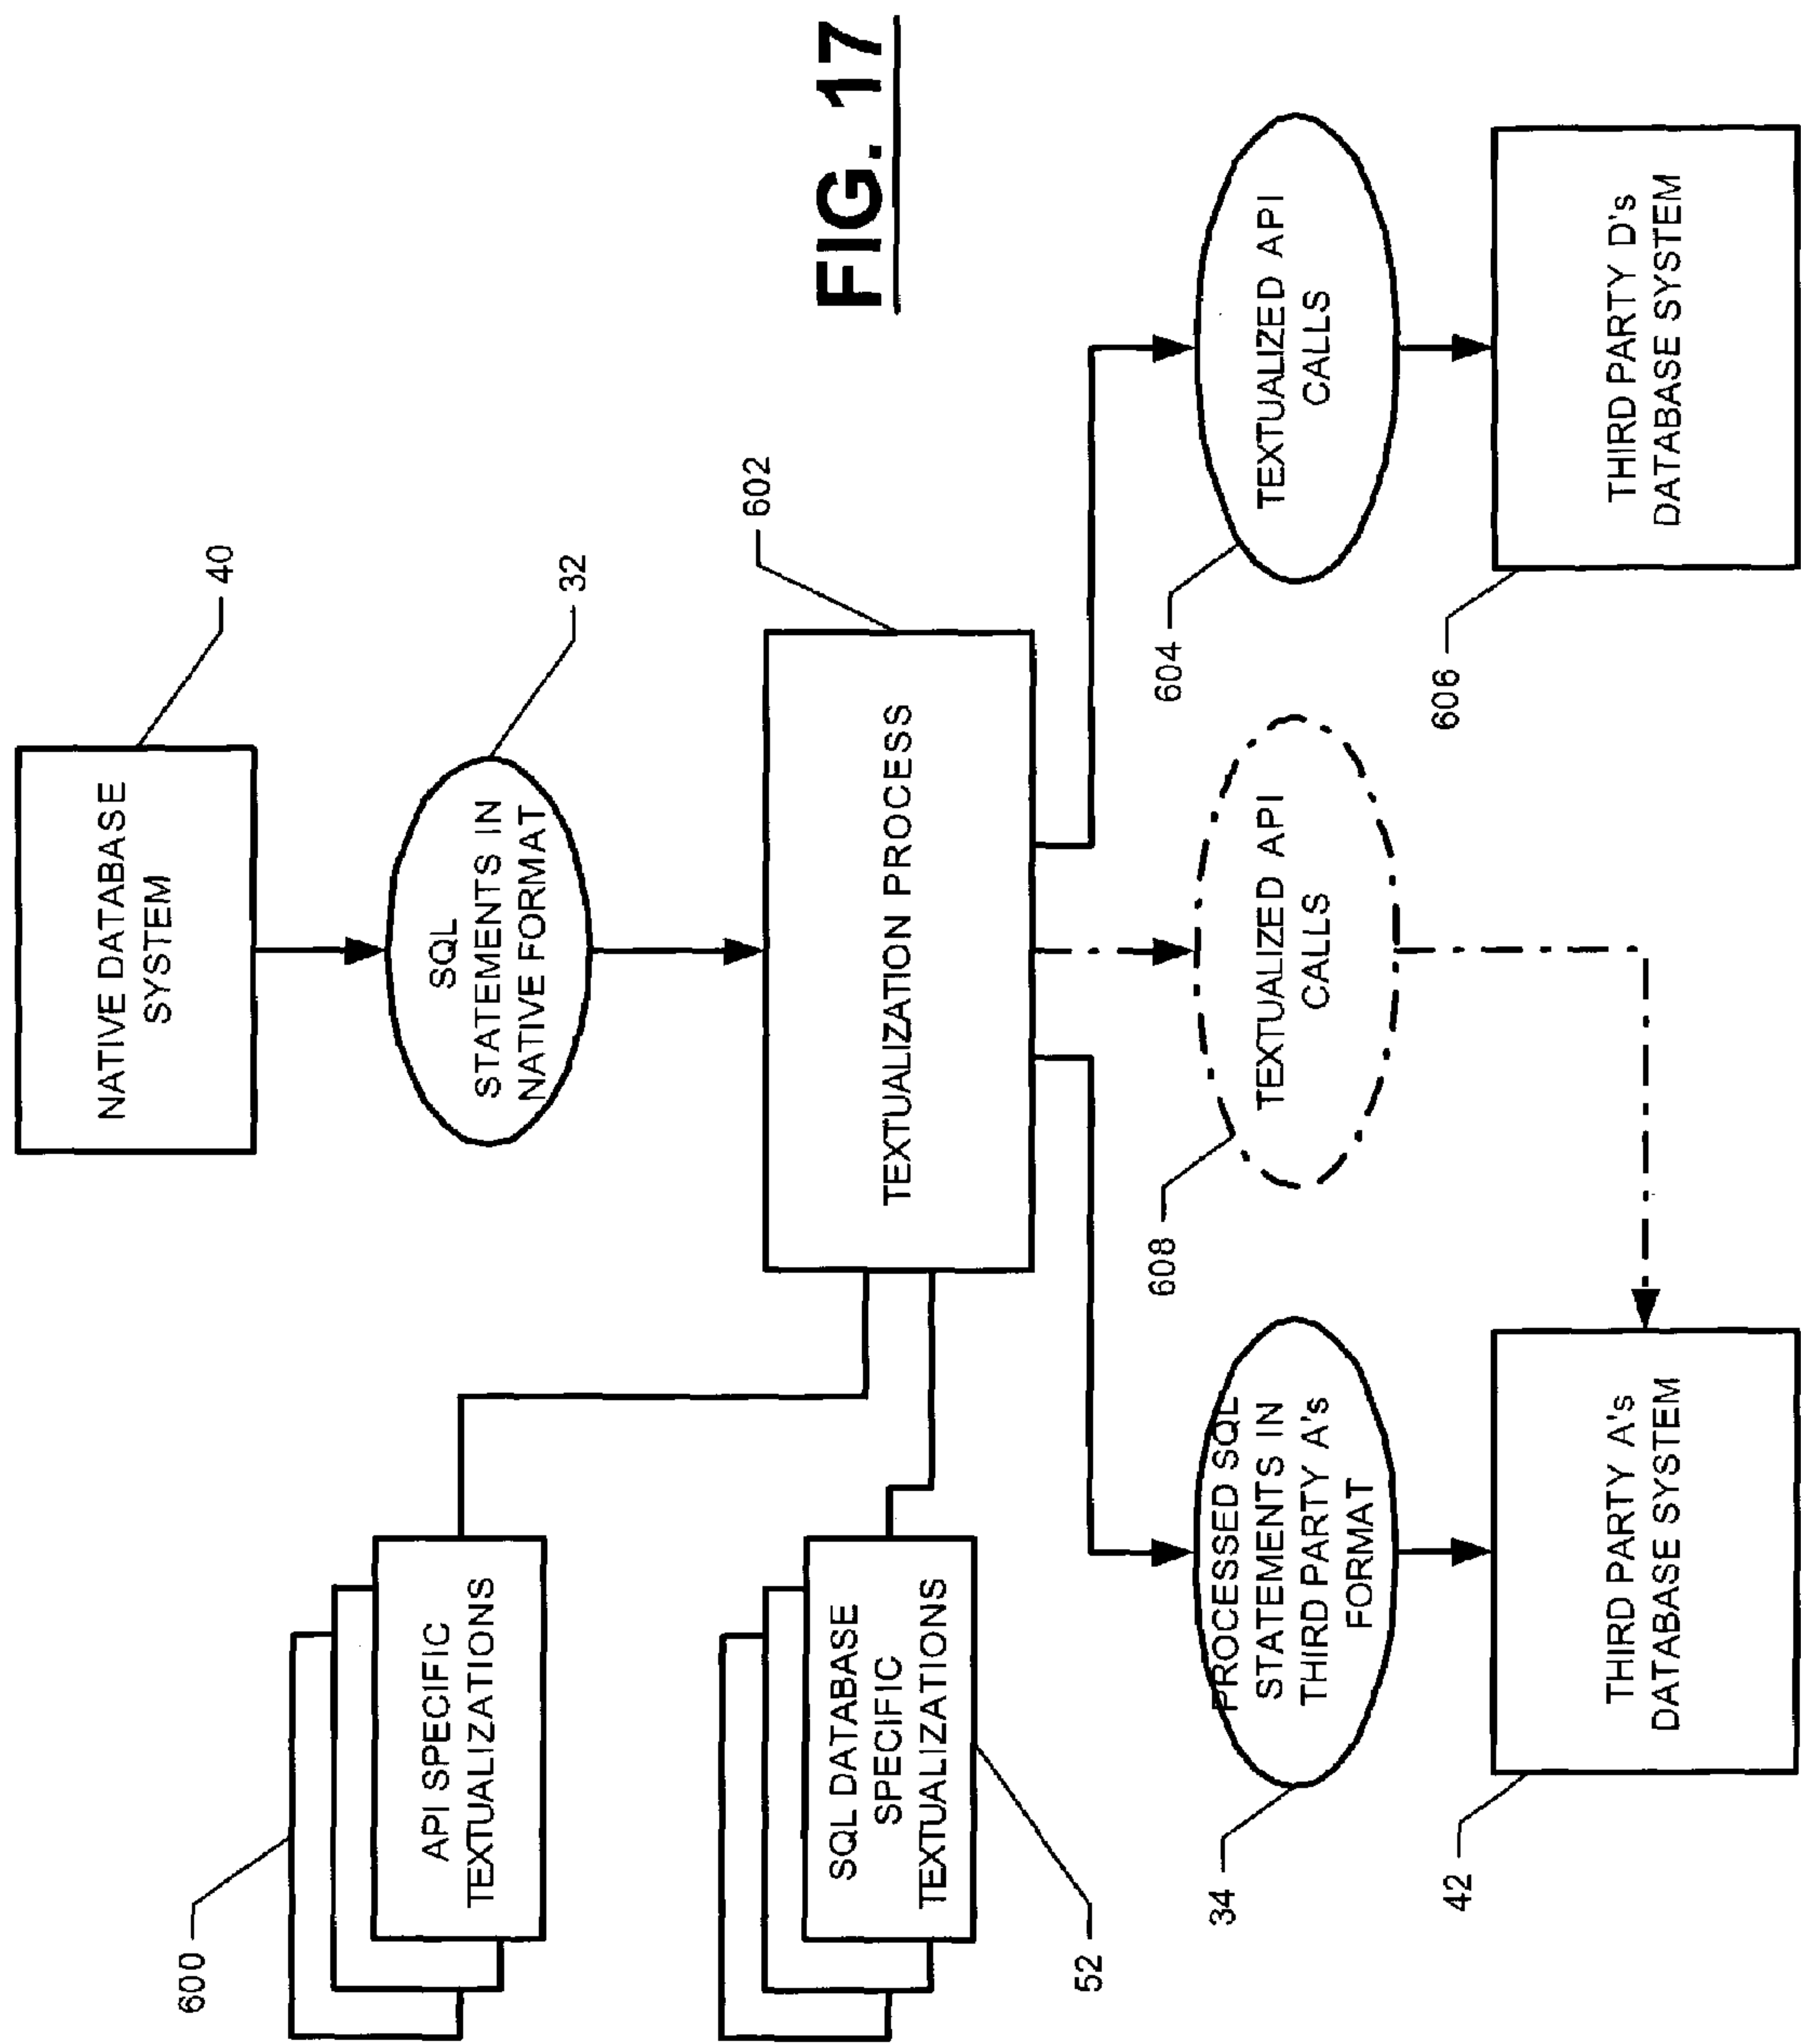 NATIVE DATABASE
SYSTEM
40
SQL
STATEMENTS IN
NATIVE FORMAT
32
600
API SPECIFIC
TEXTUALIZATIONS
SQL DATABASE
SPECIFIC
TEXTUALIZATIONS
52
TEXTUALIZATION PROCESS
602
FIG. 17
34
PROCESSED SQL
STATEMENTS IN
THIRD PARTY A's
FORMAT
608
TEXTUALIZED API
CALLS
604
TEXTUALIZED API
CALLS
42
THIRD PARTY A's
DATABASE SYSTEM
606
THIRD PARTY D's
DATABASE SYSTEM